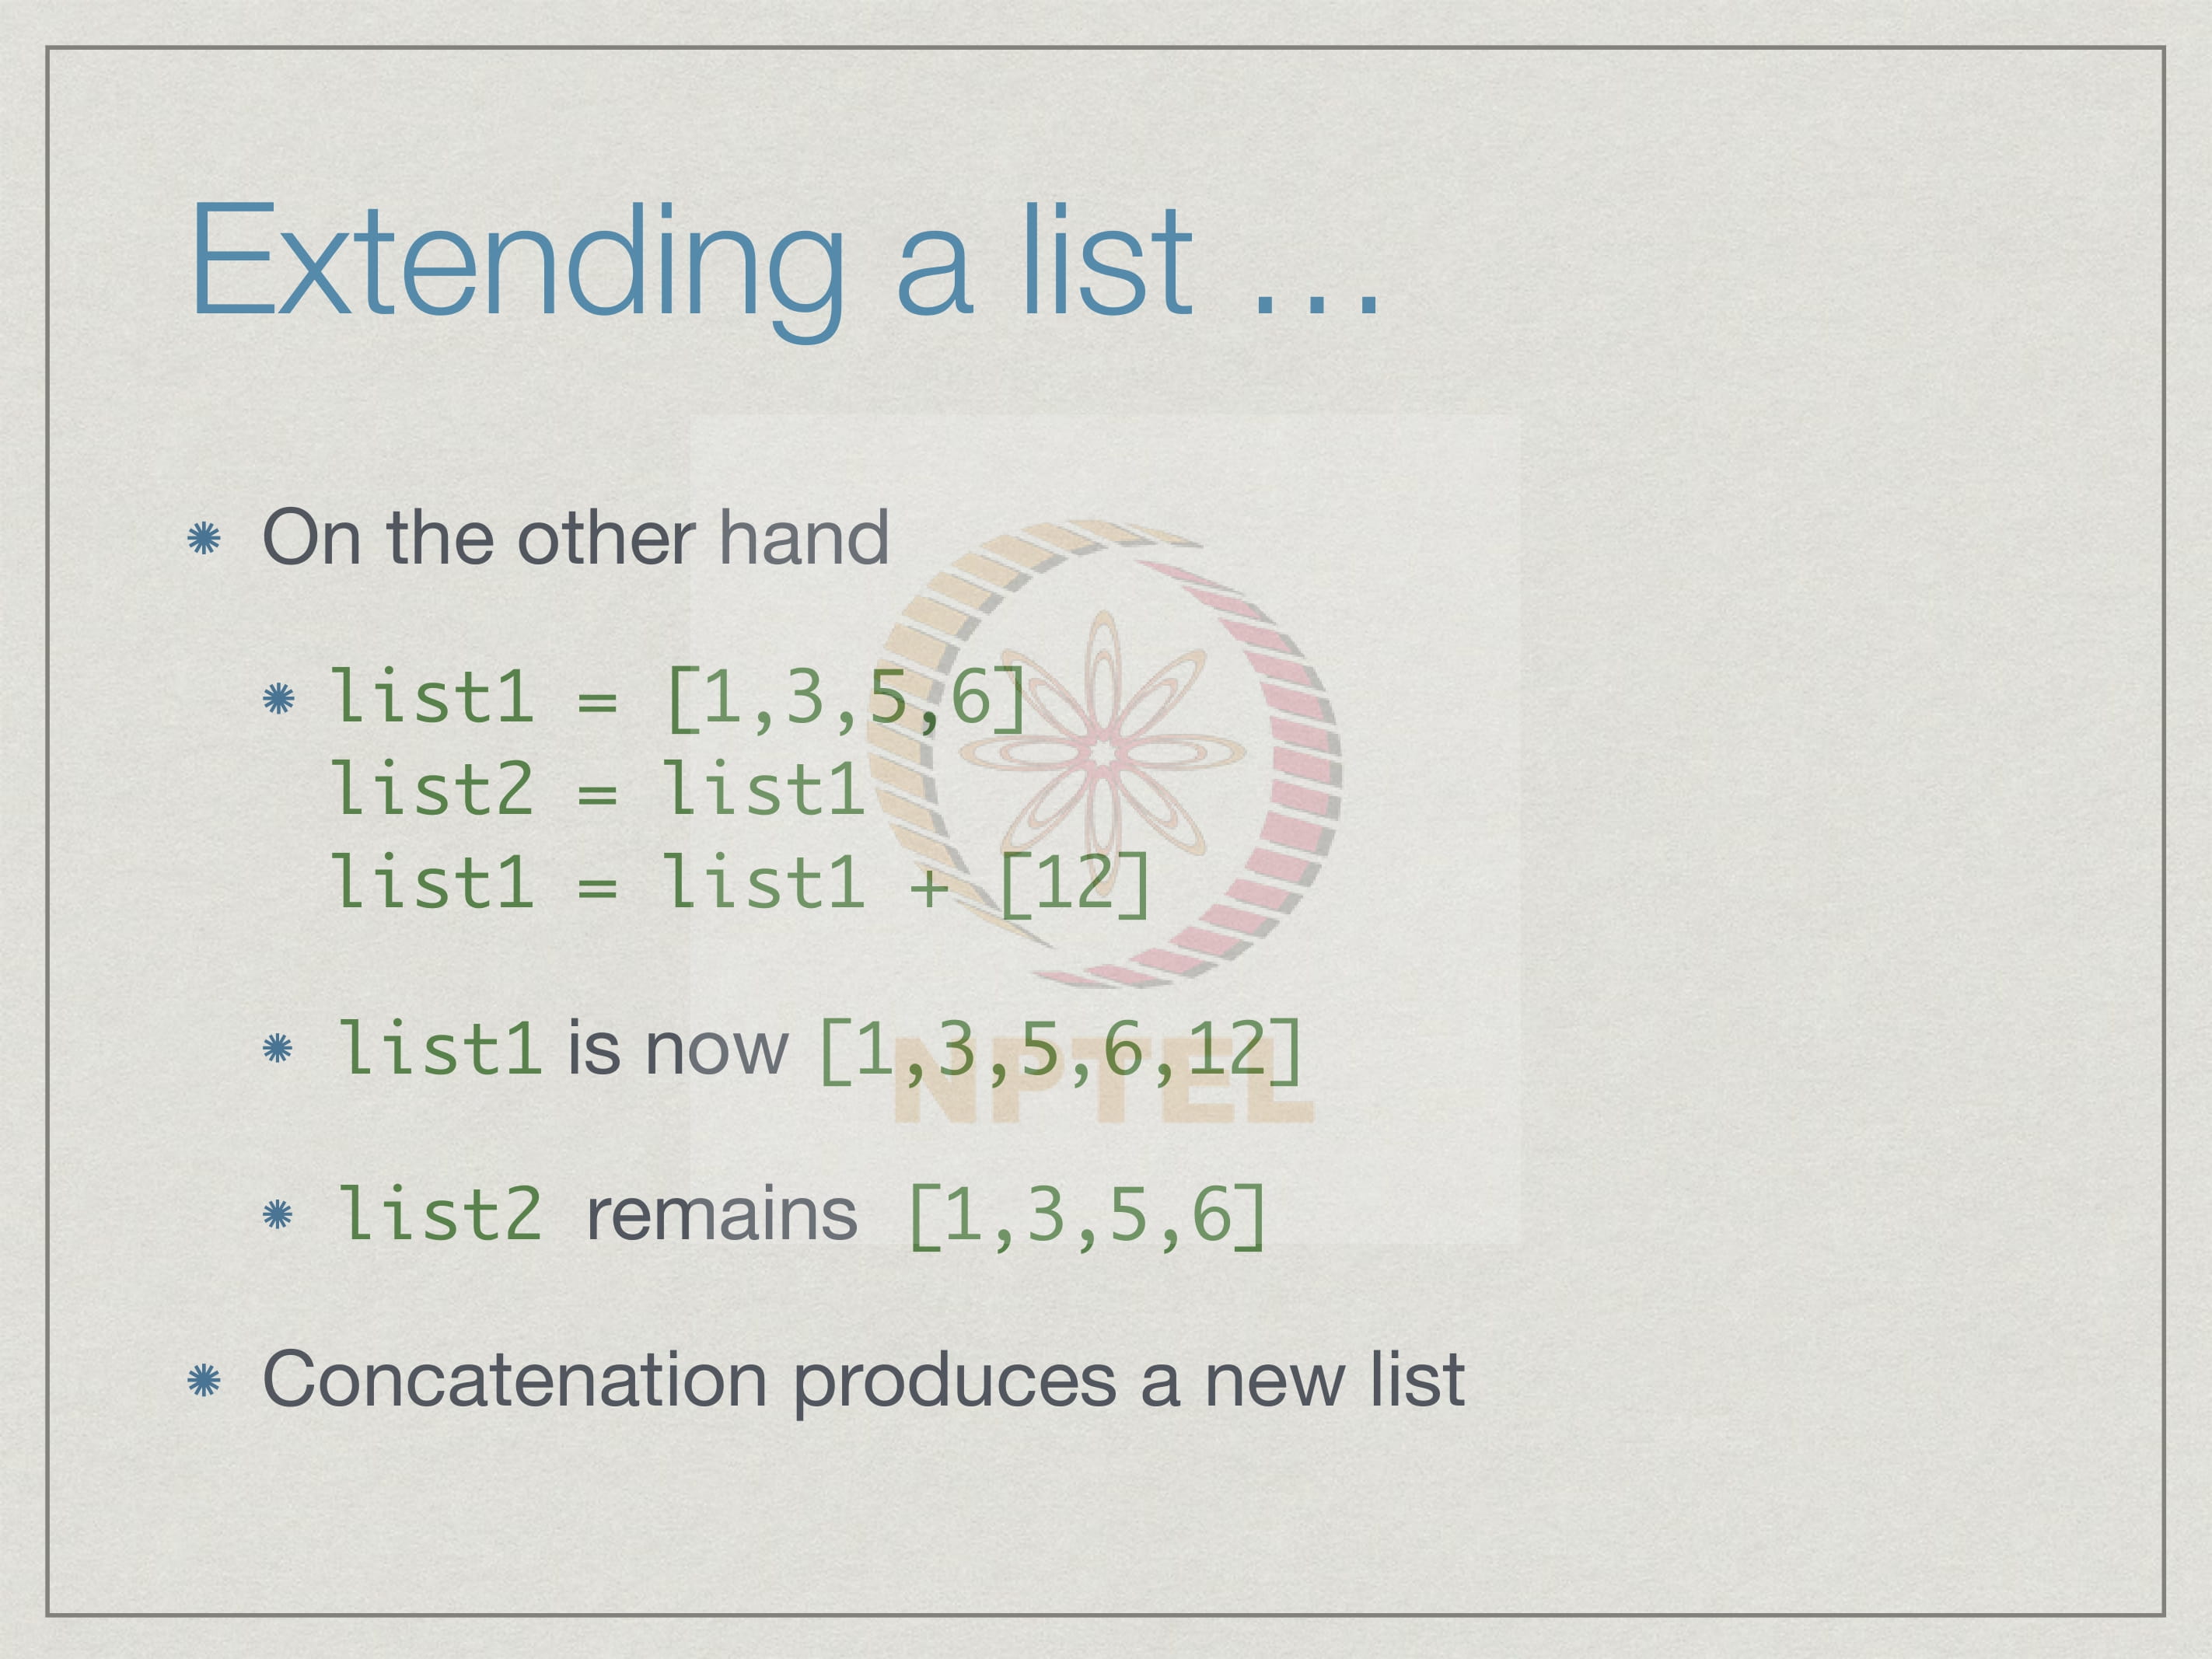 Extending a list …
On the other hand
list1 = [1,3,5,6]
list2 = list1
list1 = list1 + [12]
list1 is now [1,3,5,6,12]
NPTEL
list2 remains [1,3,5,6]
Concatenation produces a new list